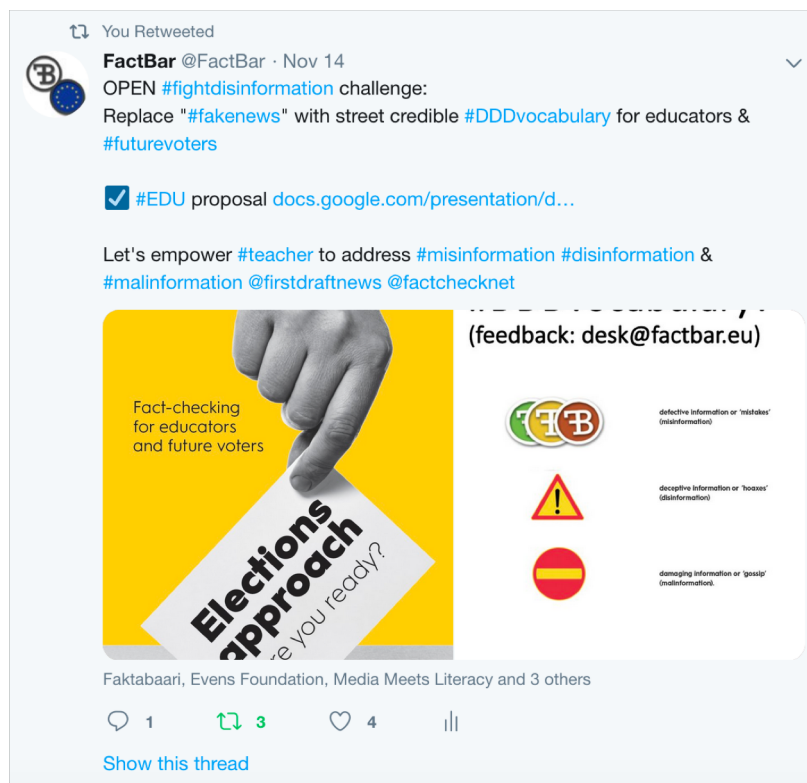 You Retweeted
FactBar @FactBar · Nov 14
OPEN #fightdisinformation challenge:
Replace "#fakenews" with street credible #DDDvocabulary for educators &
#futurevoters
#EDU proposal docs.google.com/presentation/d…
Let's empower #teacher to address #misinformation #disinformation &
#malinformation @firstdraftnews @factchecknet
Fact-checking
for educators
and future voters
Elections
approach
re you ready?
(feedback: desk@factbar.eu)
defective information or 'mistakes'
(misinformation)
deceptive information or 'hoaxes'
(disinformation)
damaging information or 'gossip'
(malinformation).
Faktabaari, Evens Foundation, Media Meets Literacy and 3 others
1 3 4
Show this thread